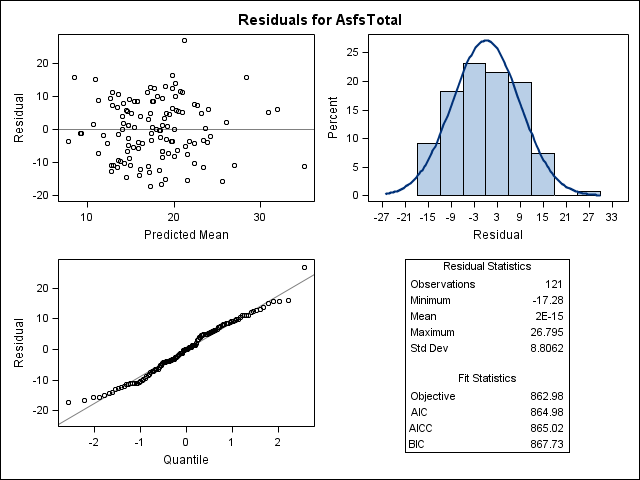 Residuals for AsfsTotal
Residual
20
10
0
-10
-20
10 20 30
Predicted Mean
Percent
25
20
15
10
5
0
-27 -21 -15 -9 -3 3 9 15 21 27 33
Residual
Residual
20
10
0
-10
-20
-2 -1 0 1 2
Quantile
Residual Statistics
Observations 121
Minimum -17.28
Mean 2E-15
Maximum 26.795
Std Dev 8.8062
Fit Statistics
Objective 862.98
AIC 864.98
AICC 865.02
BIC 867.73